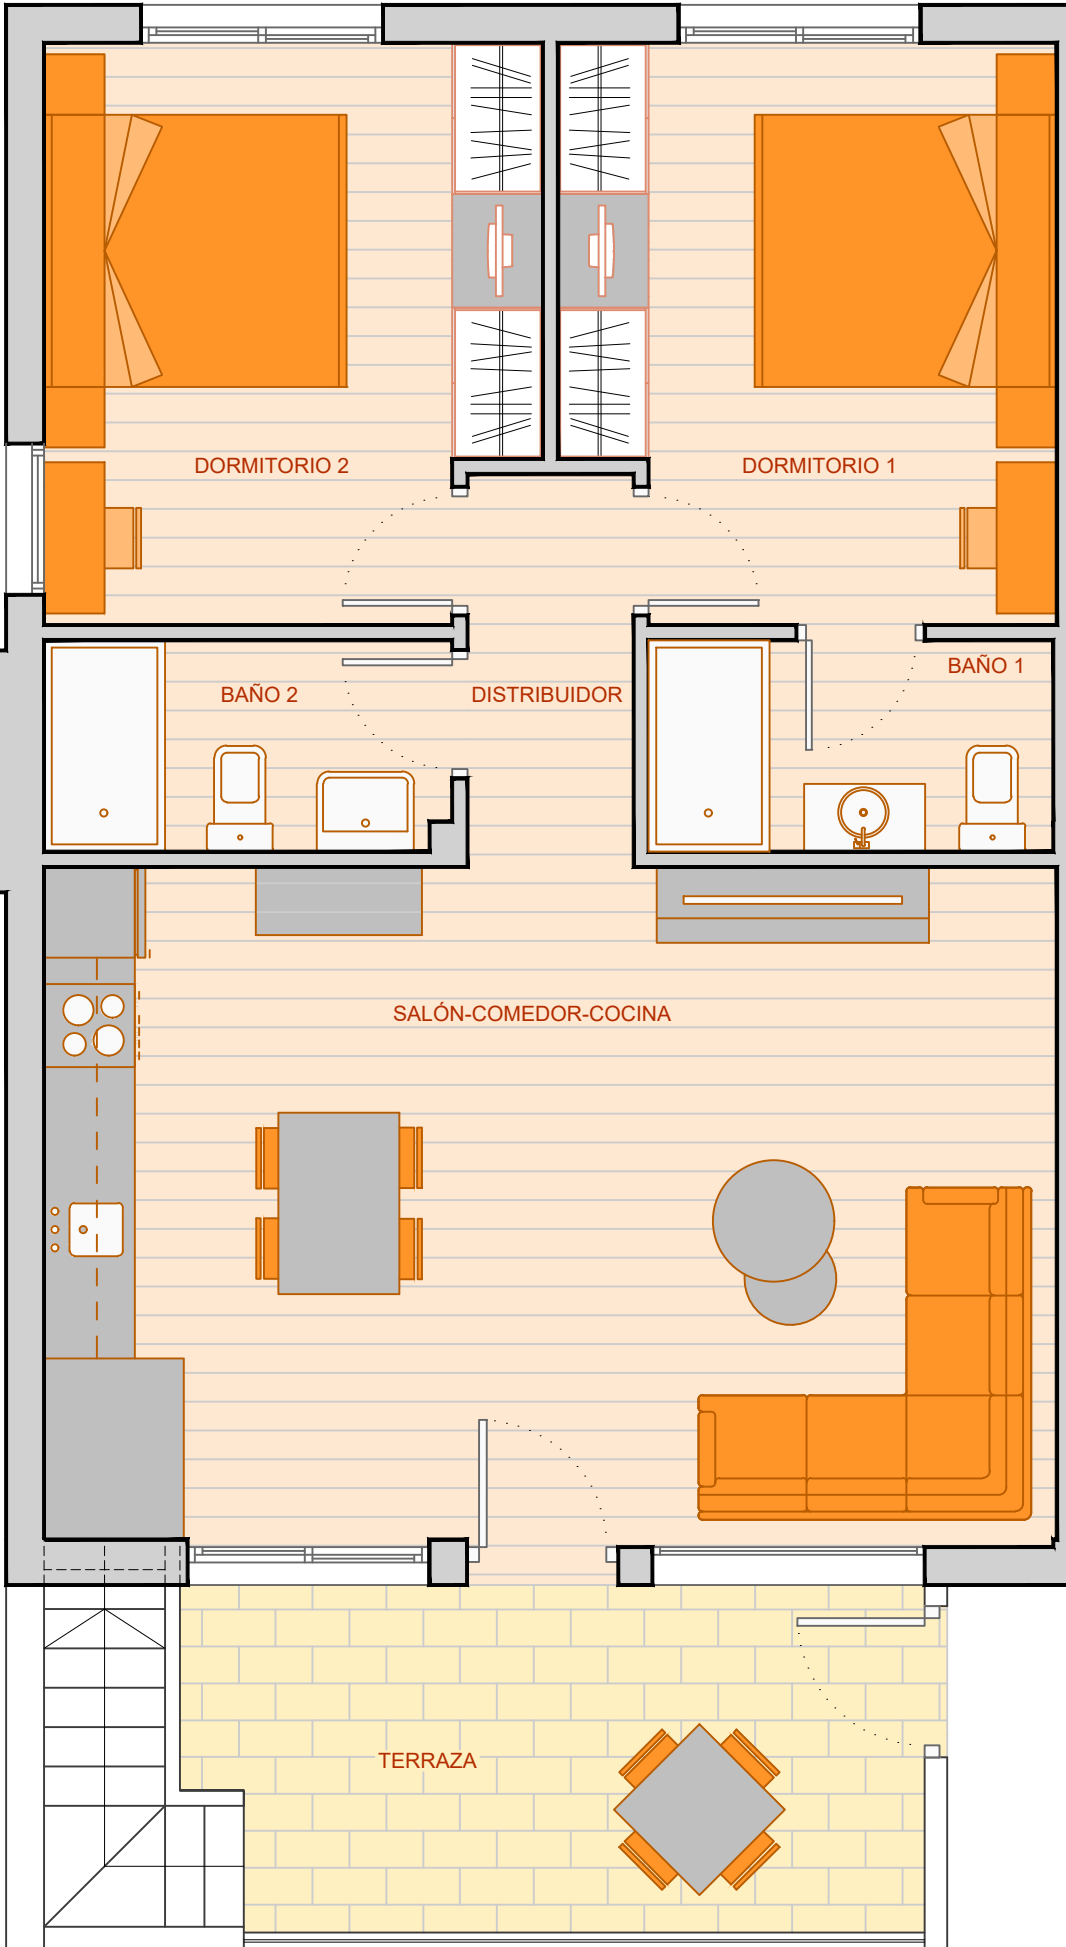 DORMITORIO 2
DORMITORIO 1
BAÑO 2
DISTRIBUIDOR
BAÑO 1
SALÓN-COMEDOR-COCINA
TERRAZA